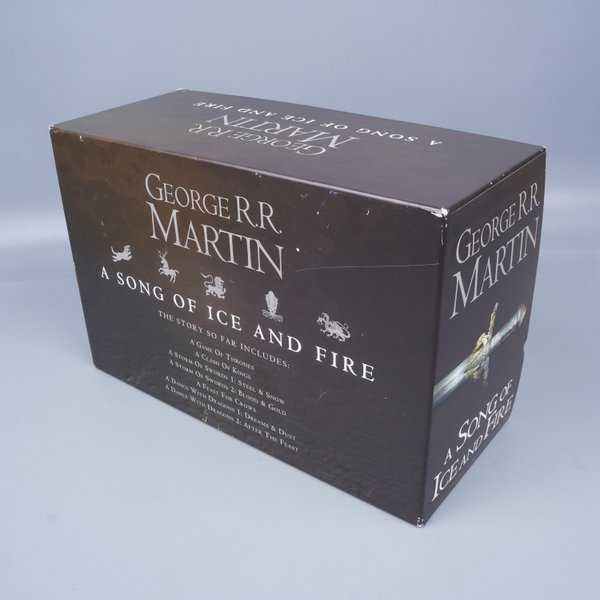 GEORGE R.R.
MARTIN
A SONG OF ICE AND FIRE
GEORGE R.R.
MARTIN
A SONG OF ICE AND FIRE
THE STORY SO FAR INCLUDES:
A GAME OF THRONES
A CLASH OF KINGS
A STORM OF SWORDS 1: STEEL & SNOW
A STORM OF SWORDS 2: BLOOD & GOLD
A FEAST FOR CROWS
A DANCE WITH DRAGONS 1: DREAMS & DUST
A DANCE WITH DRAGONS 2: AFTER THE FEAST
GEORGE R.R.
MARTIN
A SONG OF
ICE AND FIRE